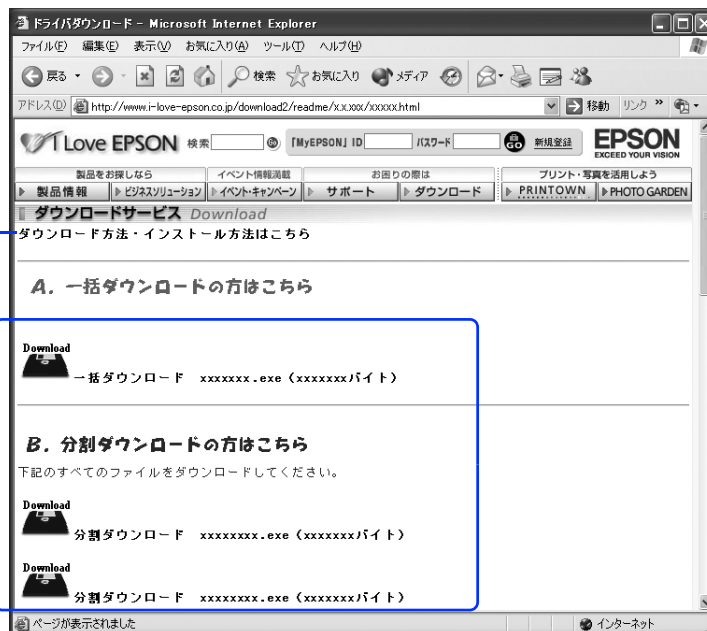 ドライバダウンロード - Microsoft Internet Explorer
ファイル(F) 編集(E) 表示(V) お気に入り(A) ツール(T) ヘルプ(H)
戻る 検索 お気に入り メディア
アドレス(D) http://www.i-love-epson.co.jp/download2/readme/x.x.xxx/xxxxx.html 移動 リンク »
I Love EPSON 検索 GO 「MyEPSON」 ID パスワード GO 新規登録 EPSON
EXCEED YOUR VISION
製品をお探しなら イベント情報満載 お困りの際は プリント・写真を活用しよう
製品情報 ビジネスソリューション イベント・キャンペーン サポート ダウンロード PRINTOWN PHOTO GARDEN
ダウンロードサービス Download
ダウンロード方法・インストール方法はこちら
A. 一括ダウンロードの方はこちら
Download
一括ダウンロード xxxxxxx.exe (xxxxxxxバイト)
B. 分割ダウンロードの方はこちら
下記のすべてのファイルをダウンロードしてください。
Download
分割ダウンロード xxxxxxxx.exe (xxxxxxxバイト)
Download
分割ダウンロード xxxxxxxx.exe (xxxxxxxバイト)
ページが表示されました インターネット